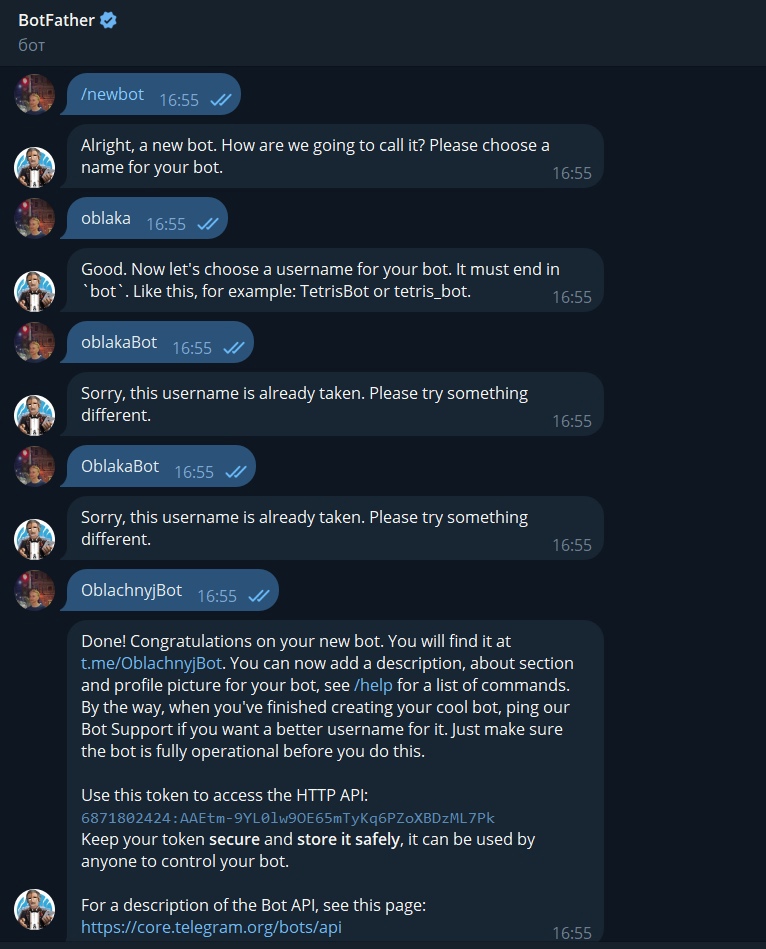 BotFather
бот
/newbot 16:55
Alright, a new bot. How are we going to call it? Please choose a
name for your bot.
16:55
oblaka 16:55
Good. Now let's choose a username for your bot. It must end in
`bot`. Like this, for example: TetrisBot or tetris_bot.
16:55
oblakaBot 16:55
Sorry, this username is already taken. Please try something
different.
16:55
OblakaBot 16:55
Sorry, this username is already taken. Please try something
different.
16:55
OblachnyjBot 16:55
Done! Congratulations on your new bot. You will find it at
t.me/OblachnyjBot. You can now add a description, about section
and profile picture for your bot, see /help for a list of commands.
By the way, when you've finished creating your cool bot, ping our
Bot Support if you want a better username for it. Just make sure
the bot is fully operational before you do this.
Use this token to access the HTTP API:
6871802424:AAEtm-9YL0lw9OE65mTyKq6PZoXBDzML7Pk
Keep your token secure and store it safely, it can be used by
anyone to control your bot.
For a description of the Bot API, see this page:
https://core.telegram.org/bots/api
16:55